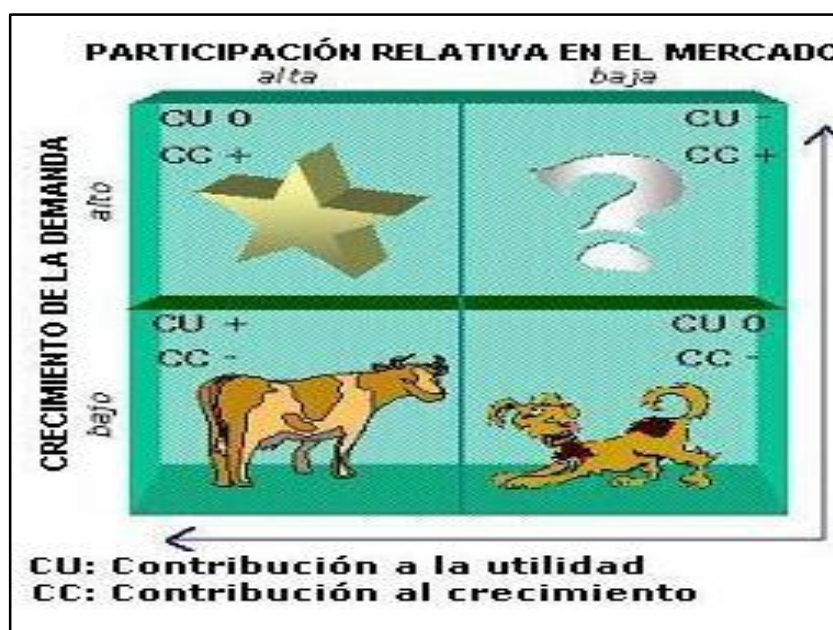 PARTICIPACIÓN RELATIVA EN EL MERCADO
alta baja
CRECIMIENTO DE LA DEMANDA
alto
CU 0
CC +
CU -
CC +
bajo
CU +
CC -
CU 0
CC -
CU: Contribución a la utilidad
CC: Contribución al crecimiento